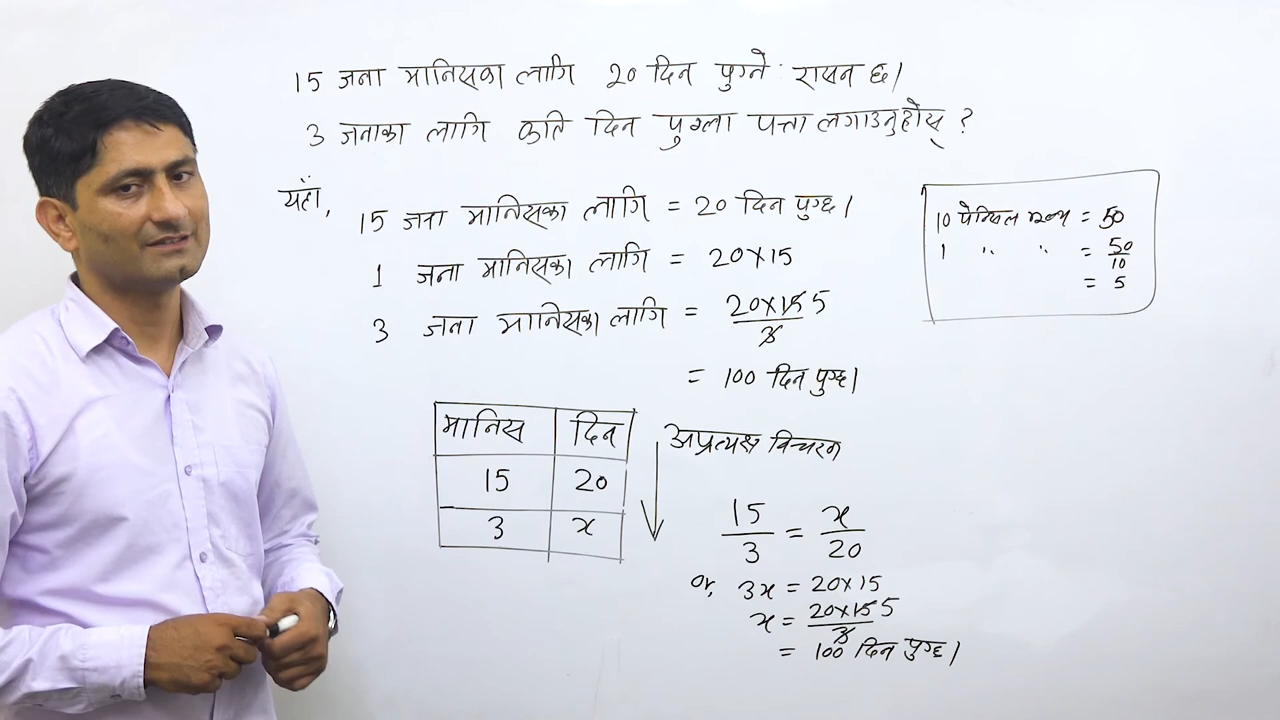 15 जना मानिसका लागि 20 दिन पुग्ने रासन छ।
3 जनाका लागि कति दिन पुग्ला पत्ता लगाउनुहोस् ?
यहाँ,
15 जना मानिसका लागि = 20 दिन पुग्छ।
1 जना मानिसका लागि = 20×15
3 जना मानिसका लागि = 20×15 5
3
= 100 दिन पुग्छ।
10 पेन्सिल मूल्य = 50
1 " " = 50
10
= 5
मानिस दिन
15 20
3 x
अप्रत्यक्ष विचरण
15 = x
3 20
or, 3x = 20×15
x = 20×15 5
3
= 100 दिन पुग्छ।